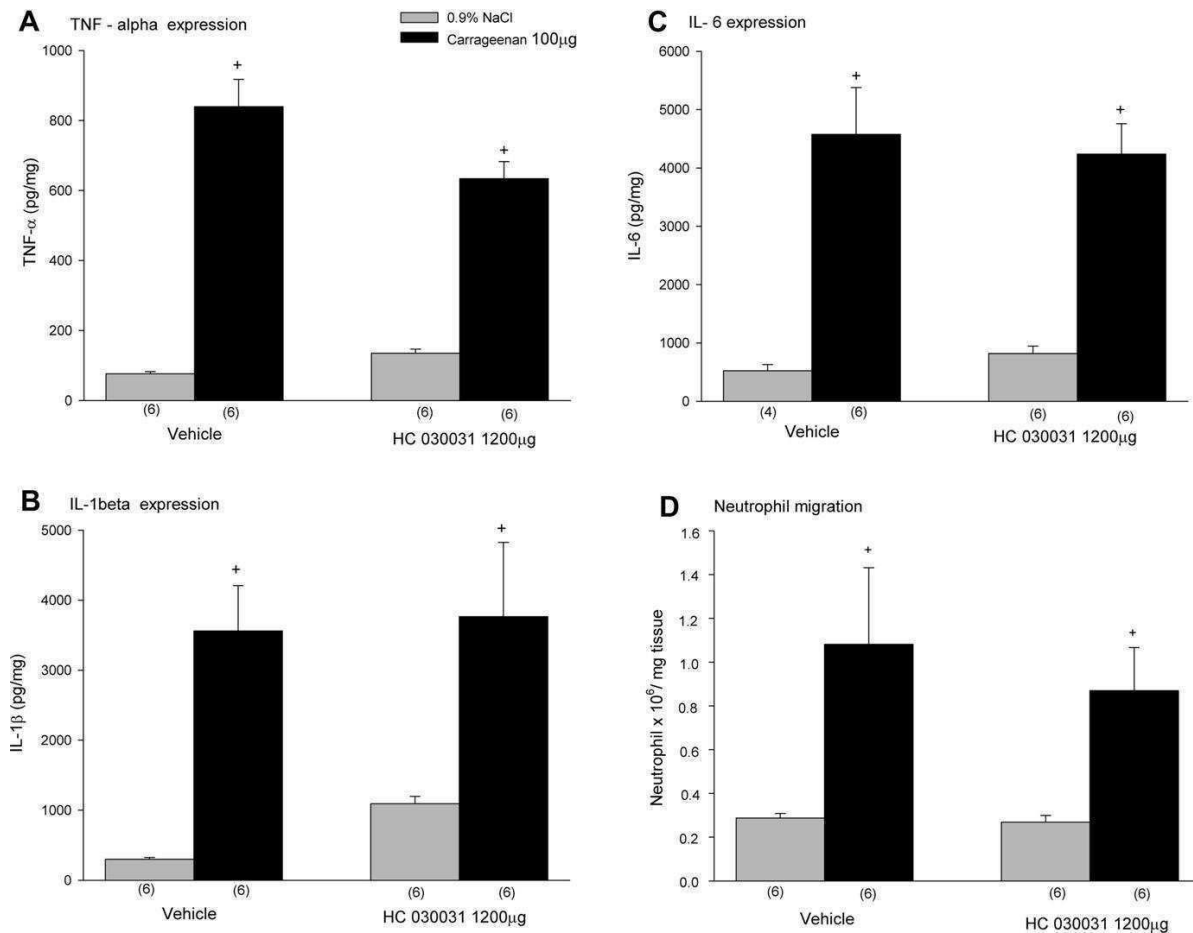 A TNF - alpha expression
0.9% NaCl
Carrageenan 100µg
1000
800
600
400
200
0
TNF-α (pg/mg)
+
+
(6) (6) (6) (6)
Vehicle HC 030031 1200µg
C IL- 6 expression
6000
5000
4000
3000
2000
1000
0
IL-6 (pg/mg)
+
+
(4) (6) (6) (6)
Vehicle HC 030031 1200µg
B IL-1beta expression
5000
4000
3000
2000
1000
0
IL-1β (pg/mg)
+
+
(6) (6) (6) (6)
Vehicle HC 030031 1200µg
D Neutrophil migration
1.6
1.4
1.2
1.0
0.8
0.6
0.4
0.2
0.0
Neutrophil x 10⁶/ mg tissue
+
+
(6) (6) (6) (6)
Vehicle HC 030031 1200µg